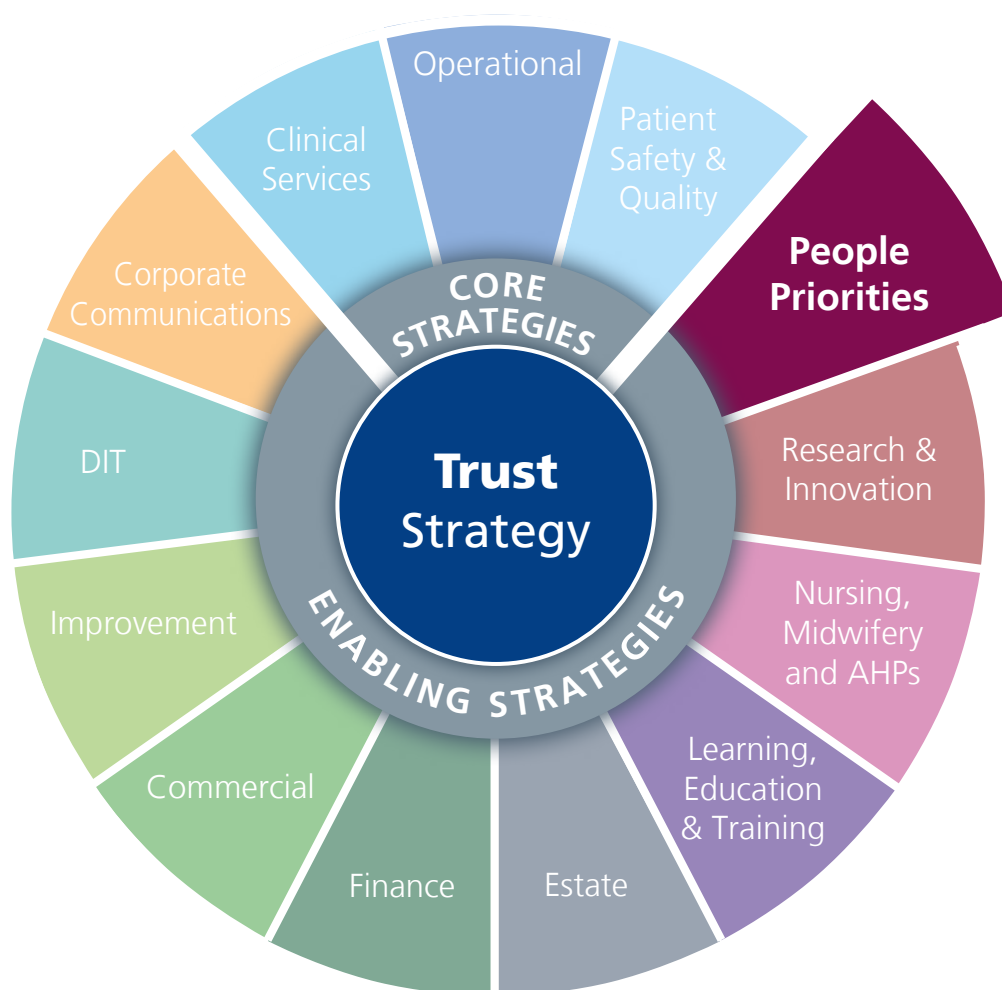 Operational
Clinical
Services
Patient
Safety &
Quality
People
Priorities
Corporate
Communications
CORE
STRATEGIES
DIT
Trust
Strategy
Research &
Innovation
Improvement
ENABLING STRATEGIES
Nursing,
Midwifery
and AHPs
Commercial
Learning,
Education
& Training
Finance
Estate